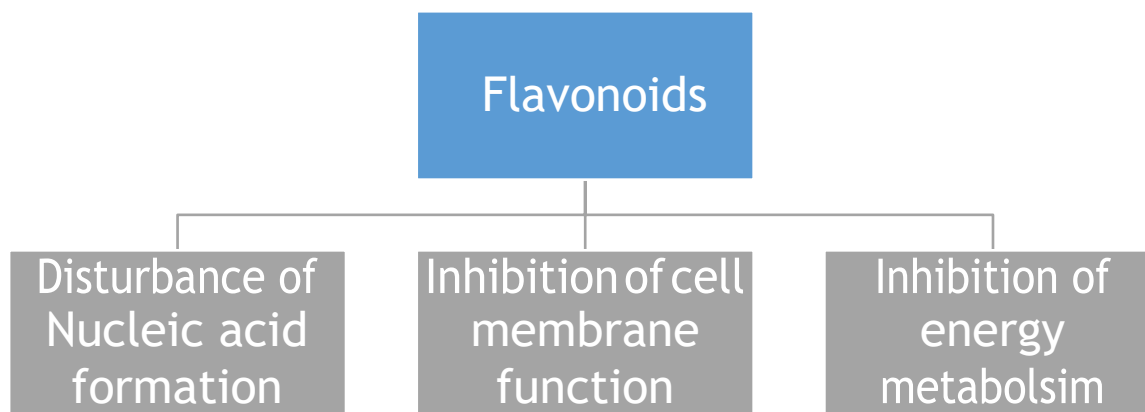 Flavonoids
Disturbance of
Nucleic acid
formation
Inhibition of cell
membrane
function
Inhibition of
energy
metabolsim